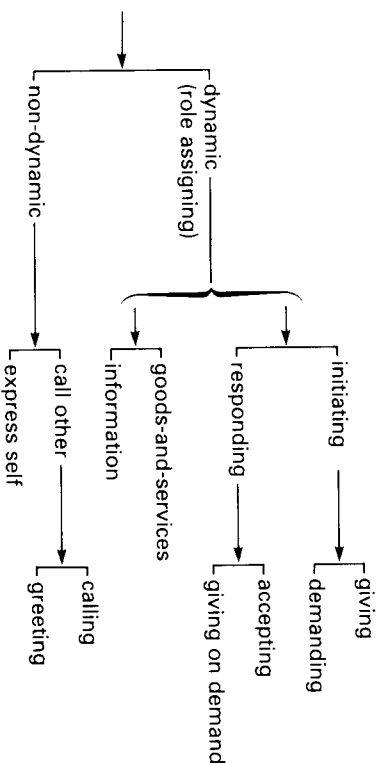 dynamic
(role assigning)
non-dynamic
initiating
responding
goods-and-services
information
call other
express self
giving
demanding
accepting
giving on demand
calling
greeting